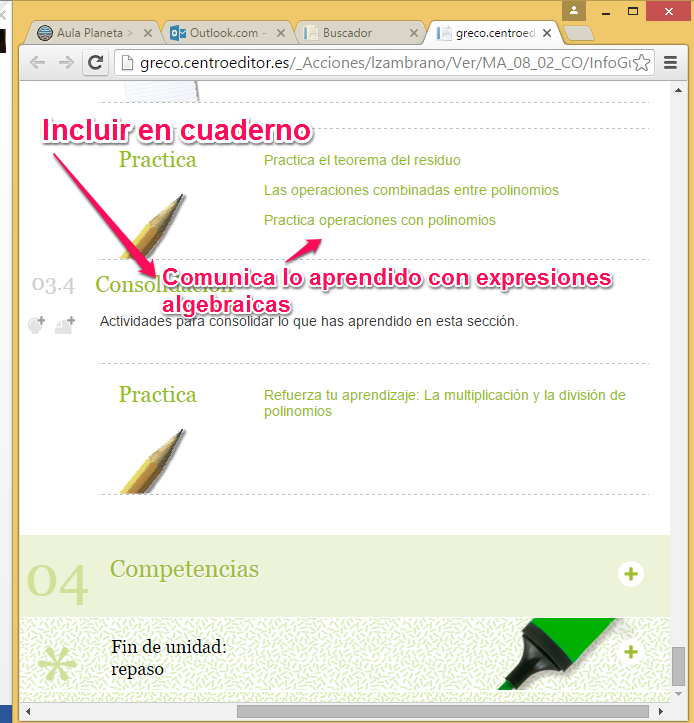 Aula Planeta >
Outlook.com -
Buscador
greco.centroeditor.es/_Acciones/lzambrano/Ver/MA_08_02_CO/InfoGu
Incluir en cuaderno
Practica
Practica el teorema del residuo
Las operaciones combinadas entre polinomios
Practica operaciones con polinomios
03.4
Consolidación
Comunica lo aprendido con expresiones
algebraicas
Actividades para consolidar lo que has aprendido en esta sección.
Practica
Refuerza tu aprendizaje: La multiplicación y la división de
polinomios
04
Competencias
Fin de unidad:
repaso